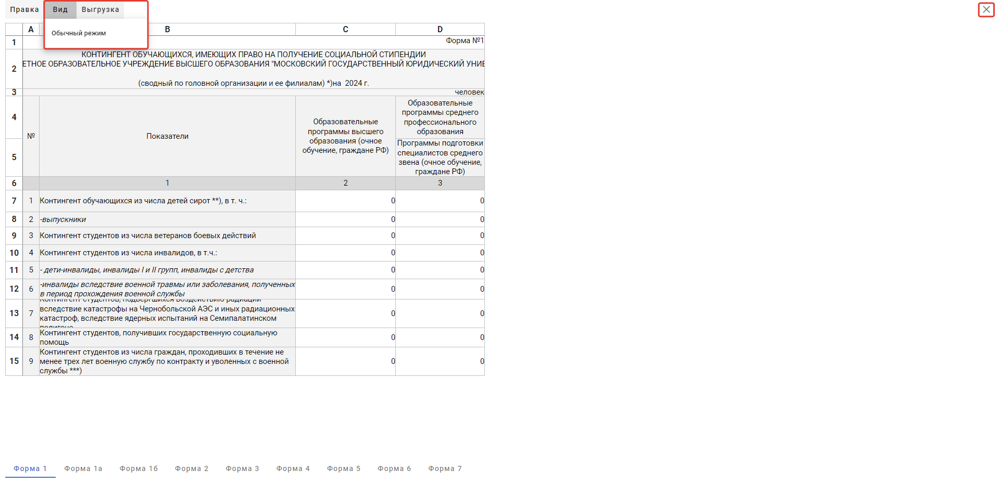 Правка Вид Выгрузка
Обычный режим
A B C D
1 Форма №1
2 КОНТИНГЕНТ ОБУЧАЮЩИХСЯ, ИМЕЮЩИХ ПРАВО НА ПОЛУЧЕНИЕ СОЦИАЛЬНОЙ СТИПЕНДИИ
ЕТНОЕ ОБРАЗОВАТЕЛЬНОЕ УЧРЕЖДЕНИЕ ВЫСШЕГО ОБРАЗОВАНИЯ "МОСКОВСКИЙ ГОСУДАРСТВЕННЫЙ ЮРИДИЧЕСКИЙ УНИВ
(сводный по головной организации и ее филиалам) *)на 2024 г.
3 человек
4
5
№
Показатели
Образовательные
программы высшего
образования (очное
обучение, граждане РФ)
Образовательные
программы среднего
профессионального
образования
Программы подготовки
специалистов среднего
звена (очное обучение,
граждане РФ)
6 1 2 3
7 1 Контингент обучающихся из числа детей сирот **), в т. ч.: 0 0
8 2 -выпускники 0 0
9 3 Контингент студентов из числа ветеранов боевых действий 0 0
10 4 Контингент студентов из числа инвалидов, в т.ч.: 0 0
11 5 - дети-инвалиды, инвалиды I и II групп, инвалиды с детства 0 0
12 6 -инвалиды вследствие военной травмы или заболевания, полученных
в период прохождения военной службы 0 0
13 7 Контингент студентов, подвергшихся воздействию радиации
вследствие катастрофы на Чернобольской АЭС и иных радиационных
катастроф, вследствие ядерных испытаний на Семипалатинском
полигоне 0 0
14 8 Контингент студентов, получивших государственную социальную
помощь 0 0
15 9 Контингент студентов из числа граждан, проходивших в течение не
менее трех лет военную службу по контракту и уволенных с военной
службы ***) 0 0
Форма 1 Форма 1а Форма 1б Форма 2 Форма 3 Форма 4 Форма 5 Форма 6 Форма 7